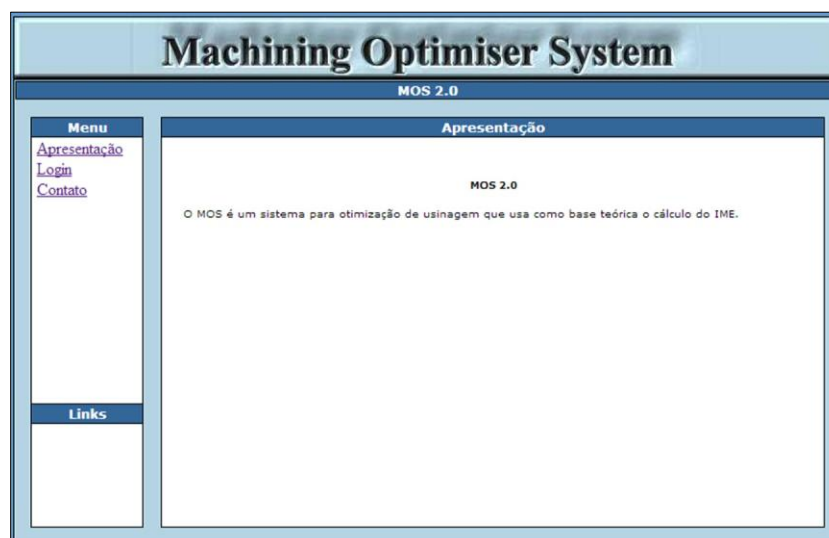 Machining Optimiser System
MOS 2.0
Menu
Apresentação
Login
Contato
Links
Apresentação
MOS 2.0
O MOS é um sistema para otimização de usinagem que usa como base teórica o cálculo do IME.